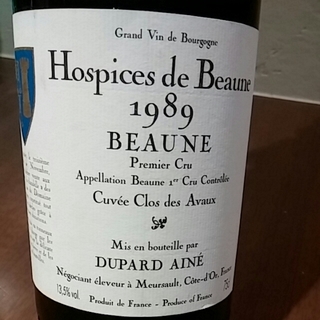 Grand Vin de Bourgogne
Hospices de Beaune
1989
BEAUNE
Premier Cru
Appellation Beaune 1er Cru Contrôlée
Cuvée Clos des Avaux
Mis en bouteille par
DUPARD AINÉ
Négociant éleveur à Meursault, Côte-d'Or, France
13,5% vol.
Produit de France - Produce of France